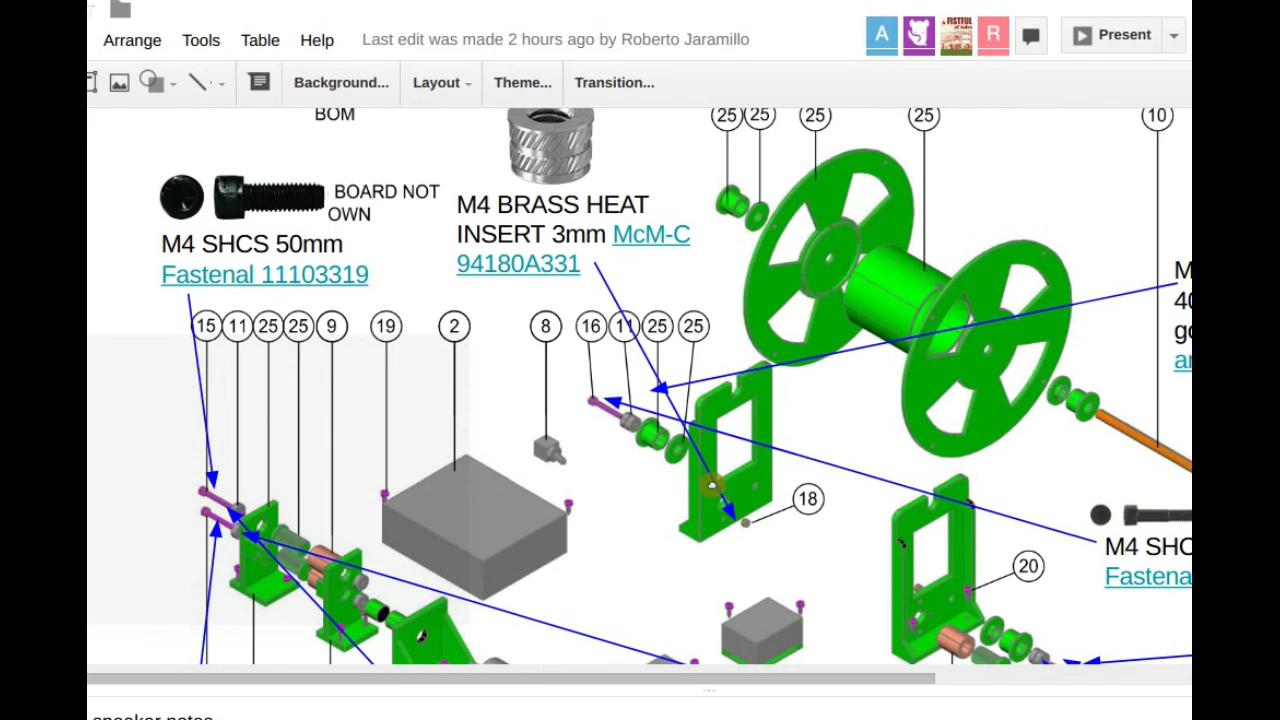 Arrange Tools Table Help Last edit was made 2 hours ago by Roberto Jaramillo
A
A FISTFUL
R
Present
Background... Layout Theme... Transition...
BOM
25 25 25 25 10
BOARD NOT
OWN
M4 SHCS 50mm
Fastenal 11103319
M4 BRASS HEAT
INSERT 3mm McM-C
94180A331
M
40
15 11 25 25 9 19 2 8 16 11 25 25
18
M4 SHC
Fastena
20
speaker notes